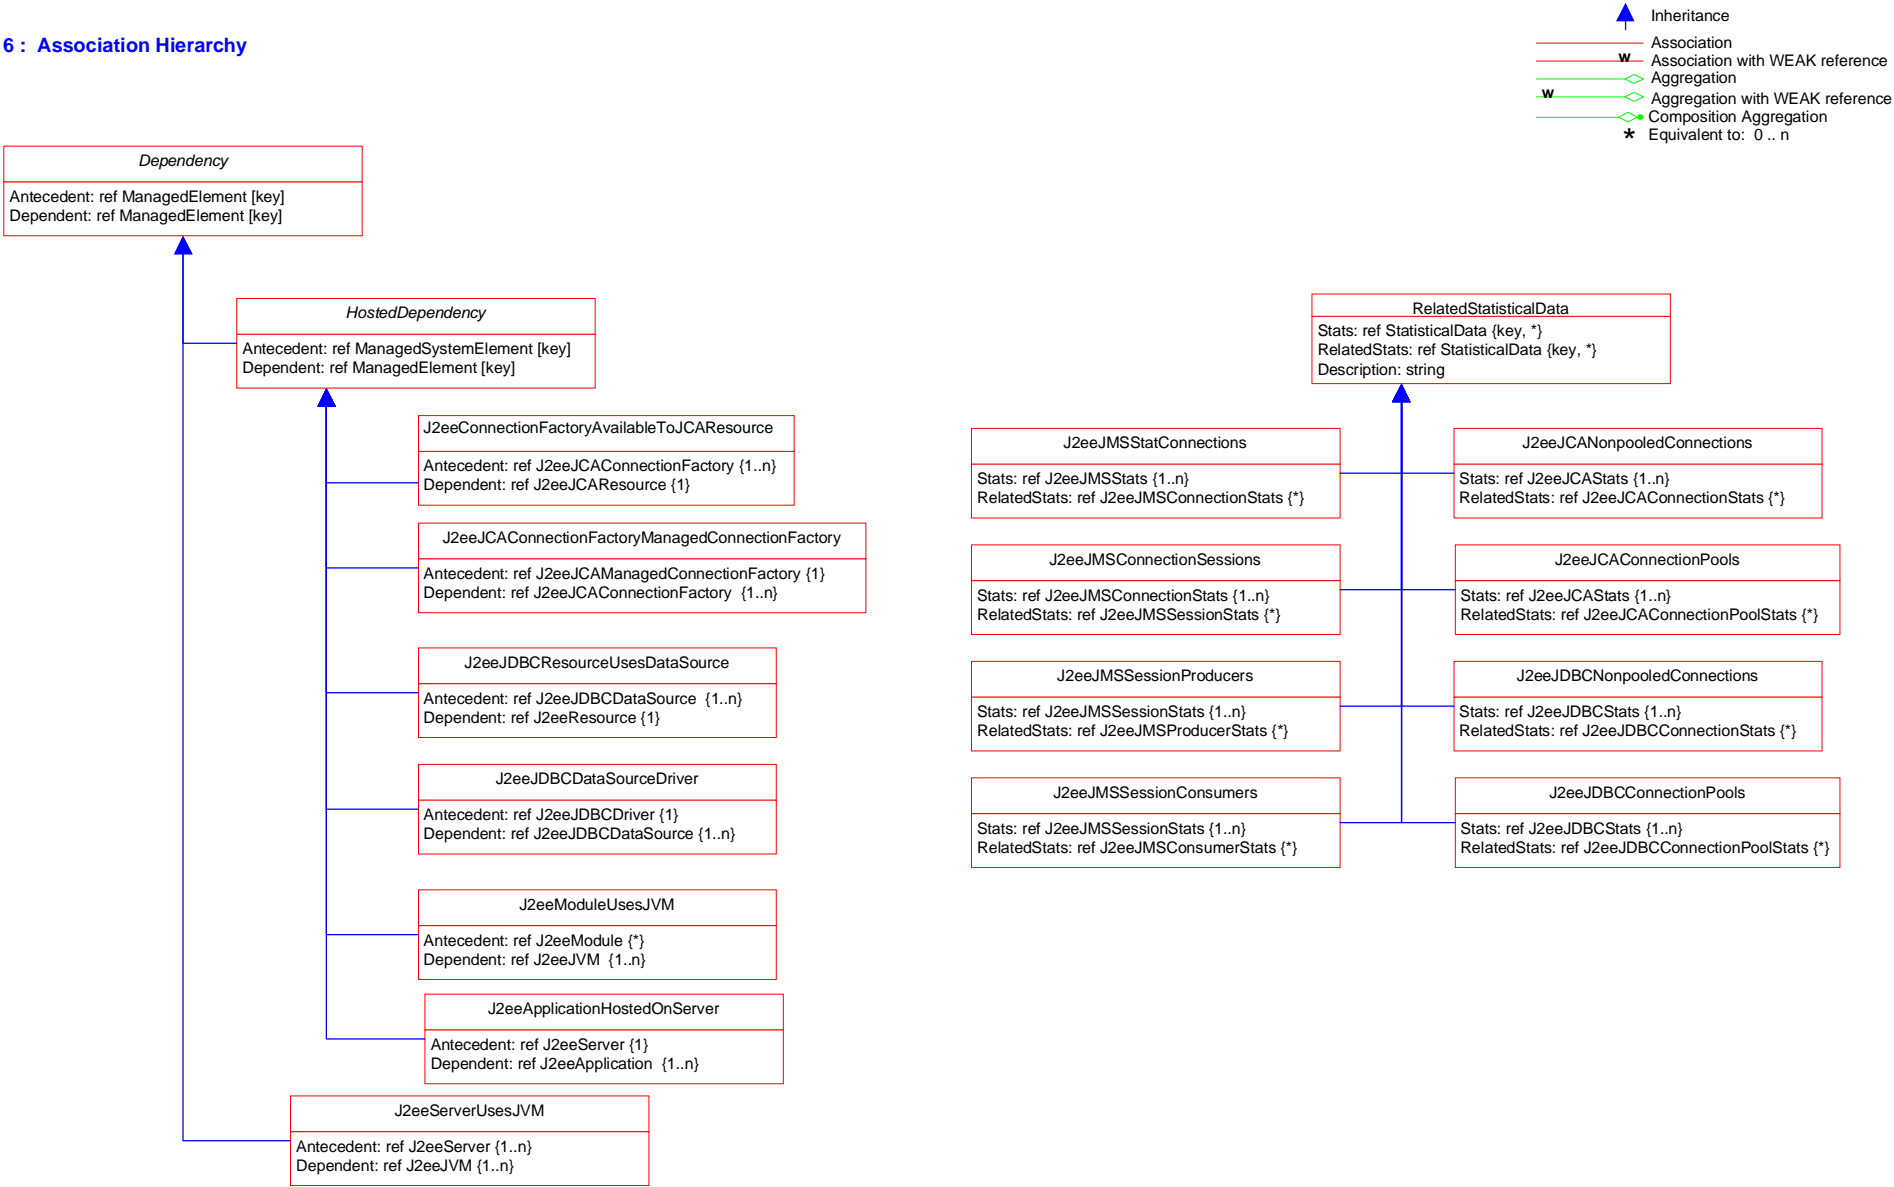 6 :  Association Hierarchy
Inheritance
Association
w Association with WEAK reference
Aggregation
w Aggregation with WEAK reference
Composition Aggregation
* Equivalent to:  0 .. n
Dependency
Antecedent: ref ManagedElement [key]
Dependent: ref ManagedElement [key]
HostedDependency
Antecedent: ref ManagedSystemElement [key]
Dependent: ref ManagedElement [key]
J2eeConnectionFactoryAvailableToJCAResource
Antecedent: ref J2eeJCAConnectionFactory {1..n}
Dependent: ref J2eeJCAResource {1}
J2eeJCAConnectionFactoryManagedConnectionFactory
Antecedent: ref J2eeJCAManagedConnectionFactory {1}
Dependent: ref J2eeJCAConnectionFactory  {1..n}
J2eeJDBCResourceUsesDataSource
Antecedent: ref J2eeJDBCDataSource  {1..n}
Dependent: ref J2eeResource {1}
J2eeJDBCDataSourceDriver
Antecedent: ref J2eeJDBCDriver {1}
Dependent: ref J2eeJDBCDataSource {1..n}
J2eeModuleUsesJVM
Antecedent: ref J2eeModule {*}
Dependent: ref J2eeJVM  {1..n}
J2eeApplicationHostedOnServer
Antecedent: ref J2eeServer {1}
Dependent: ref J2eeApplication  {1..n}
J2eeServerUsesJVM
Antecedent: ref J2eeServer {1..n}
Dependent: ref J2eeJVM {1..n}
RelatedStatisticalData
Stats: ref StatisticalData {key, *}
RelatedStats: ref StatisticalData {key, *}
Description: string
J2eeJMSStatConnections
Stats: ref J2eeJMSStats {1..n}
RelatedStats: ref J2eeJMSConnectionStats {*}
J2eeJMSConnectionSessions
Stats: ref J2eeJMSConnectionStats {1..n}
RelatedStats: ref J2eeJMSSessionStats {*}
J2eeJMSSessionProducers
Stats: ref J2eeJMSSessionStats {1..n}
RelatedStats: ref J2eeJMSProducerStats {*}
J2eeJMSSessionConsumers
Stats: ref J2eeJMSSessionStats {1..n}
RelatedStats: ref J2eeJMSConsumerStats {*}
J2eeJCANonpooledConnections
Stats: ref J2eeJCAStats {1..n}
RelatedStats: ref J2eeJCAConnectionStats {*}
J2eeJCAConnectionPools
Stats: ref J2eeJCAStats {1..n}
RelatedStats: ref J2eeJCAConnectionPoolStats {*}
J2eeJDBCNonpooledConnections
Stats: ref J2eeJDBCStats {1..n}
RelatedStats: ref J2eeJDBCConnectionStats {*}
J2eeJDBCConnectionPools
Stats: ref J2eeJDBCStats {1..n}
RelatedStats: ref J2eeJDBCConnectionPoolStats {*}